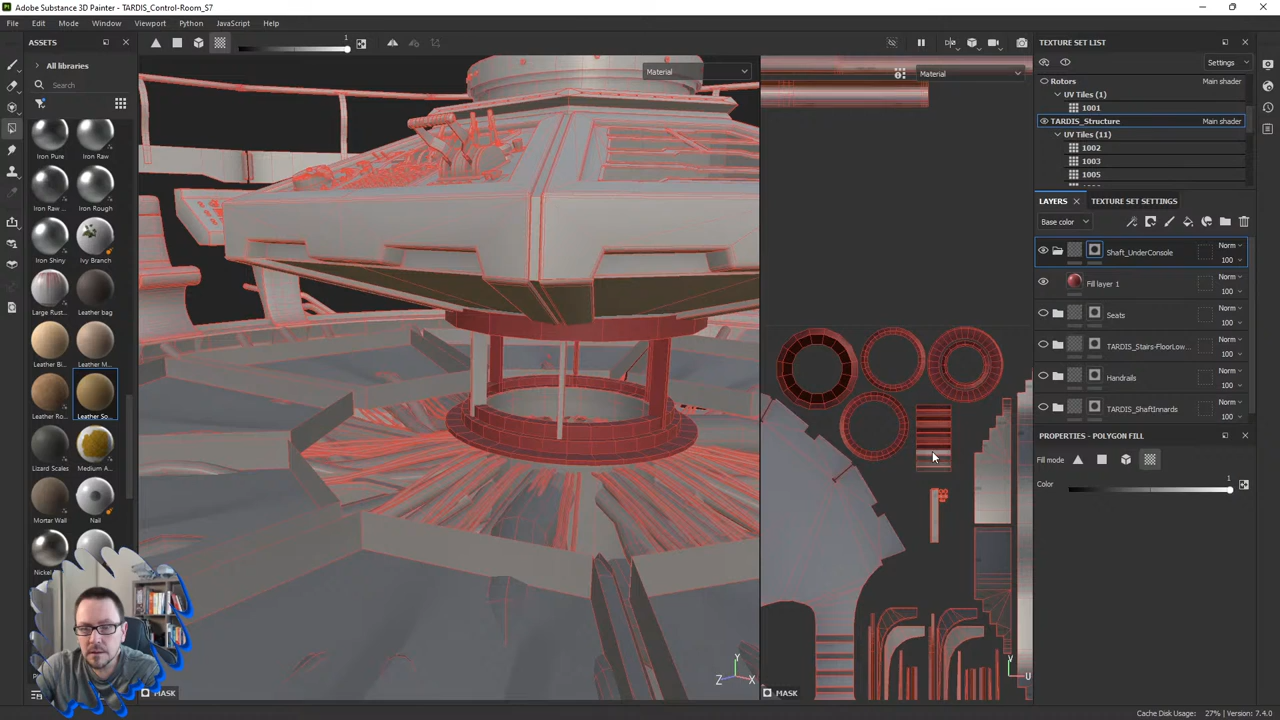 Adobe Substance 3D Painter - TARDIS_Control-Room_S7
File Edit Mode Window Viewport Python JavaScript Help
ASSETS
All libraries
Search
Iron Pure
Iron Raw
Iron Raw ...
Iron Rough
Iron Shiny
Ivy Branch
Large Rust...
Leather bag
Leather Bi...
Leather M...
Leather Ro...
Leather So...
Lizard Scales
Medium A...
Mortar Wall
Nail
1
Material
MASK
Y
Z
X
Material
MASK
V
U
TEXTURE SET LIST
Settings
Rotors Main shader
UV Tiles (1)
1001
TARDIS_Structure Main shader
UV Tiles (11)
1002
1003
1005
LAYERS TEXTURE SET SETTINGS
Base color
Shaft_UnderConsole Norm 100
Fill layer 1 Norm 100
Seats Norm 100
TARDIS_Stairs-FloorLow... Norm 100
Handrails Norm 100
TARDIS_ShaftInnards Norm 100
PROPERTIES - POLYGON FILL
Fill mode
Color 1
Cache Disk Usage: 27% | Version: 7.4.0